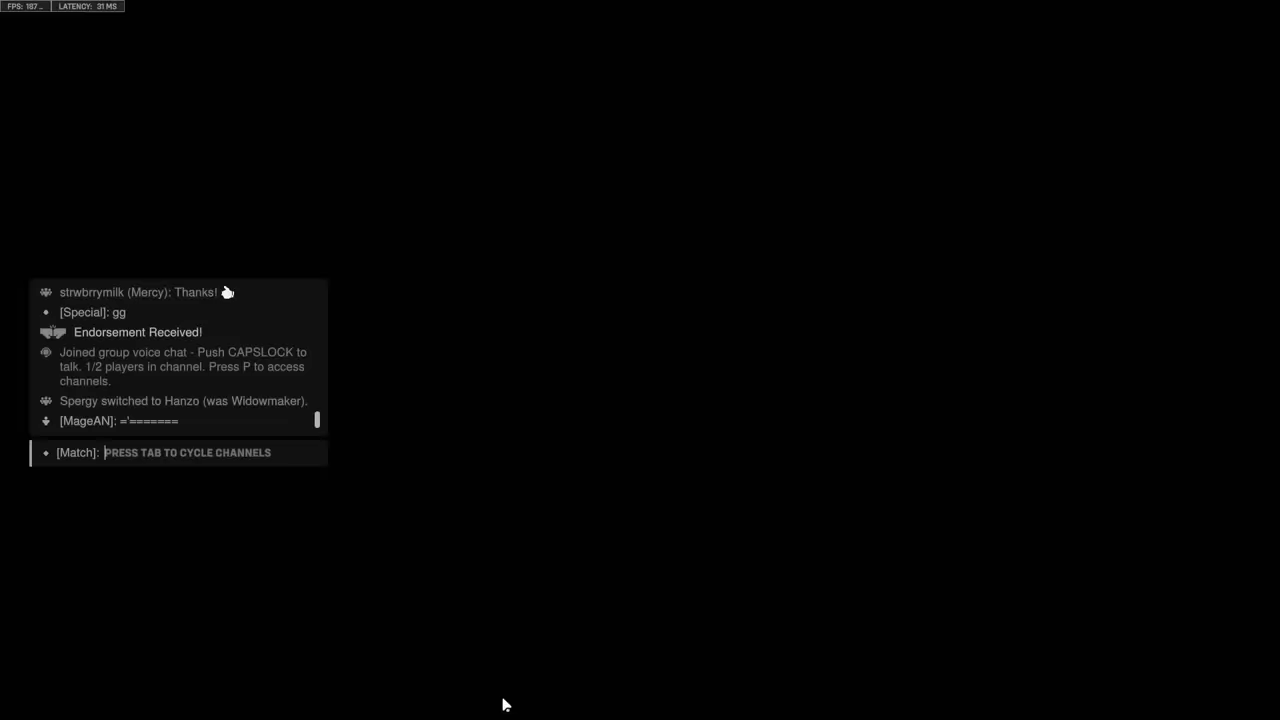 FPS: 187 .. LATENCY: 31 MS
strwbrrymilk (Mercy): Thanks!
[Special]: gg
Endorsement Received!
Joined group voice chat - Push CAPSLOCK to
talk. 1/2 players in channel. Press P to access
channels.
Spergy switched to Hanzo (was Widowmaker).
[MageAN]: ='=======
[Match]: PRESS TAB TO CYCLE CHANNELS